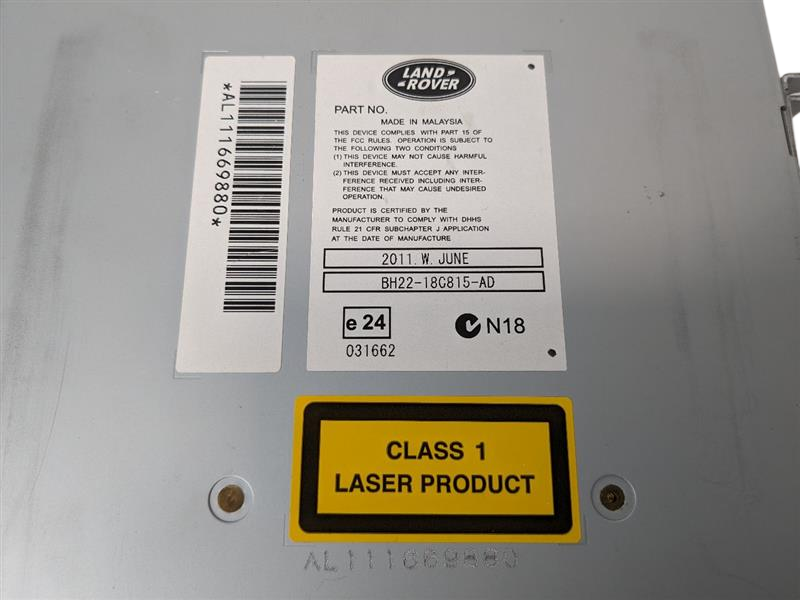 *AL111669880*
LAND
ROVER
PART NO.
MADE IN MALAYSIA
THIS DEVICE COMPLIES WITH PART 15 OF
THE FCC RULES. OPERATION IS SUBJECT TO
THE FOLLOWING TWO CONDITIONS
(1) THIS DEVICE MAY NOT CAUSE HARMFUL
INTERFERENCE.
(2) THIS DEVICE MUST ACCEPT ANY INTER-
FERENCE RECEIVED INCLUDING INTER-
FERENCE THAT MAY CAUSE UNDESIRED
OPERATION.
PRODUCT IS CERTIFIED BY THE
MANUFACTURER TO COMPLY WITH DHHS
RULE 21 CFR SUBCHAPTER J APPLICATION
AT THE DATE OF MANUFACTURE
2011. W. JUNE
BH22-18C815-AD
e 24
N18
031662
CLASS 1
LASER PRODUCT
AL111669880